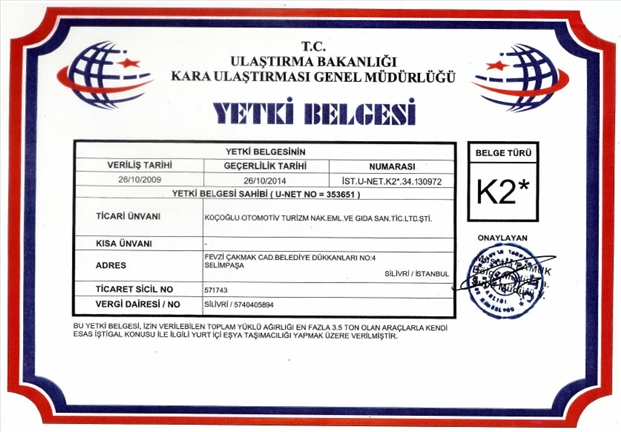 T.C.
ULAŞTIRMA BAKANLIĞI
KARA ULAŞTIRMASI GENEL MÜDÜRLÜĞÜ
YETKİ BELGESİ
YETKİ BELGESİNİN
VERİLİŞ TARİHİ GEÇERLİLİK TARİHİ NUMARASI
26/10/2009 26/10/2014 İST.U-NET.K2*.34.130972
YETKİ BELGESİ SAHİBİ ( U-NET NO = 353651 )
TİCARİ ÜNVANI KOÇOĞLU OTOMOTİV TURİZM NAK.EML.VE GIDA SAN.TİC.LTD.ŞTİ.
KISA ÜNVANI -
ADRES FEVZİ ÇAKMAK CAD.BELEDİYE DÜKKANLARI NO:4
SELİMPAŞA
SİLİVRİ / İSTANBUL
TİCARET SİCİL NO 571743
VERGİ DAİRESİ / NO SİLİVRİ / 5740405894
BELGE TÜRÜ
K2*
ONAYLAYAN
BU YETKİ BELGESİ, İZİN VERİLEBİLEN TOPLAM YÜKLÜ AĞIRLIĞI EN FAZLA 3.5 TON OLAN ARAÇLARLA KENDİ
ESAS İŞTİGAL KONUSU İLE İLGİLİ YURT İÇİ EŞYA TAŞIMACILIĞI YAPMAK ÜZERE VERİLMİŞTİR.